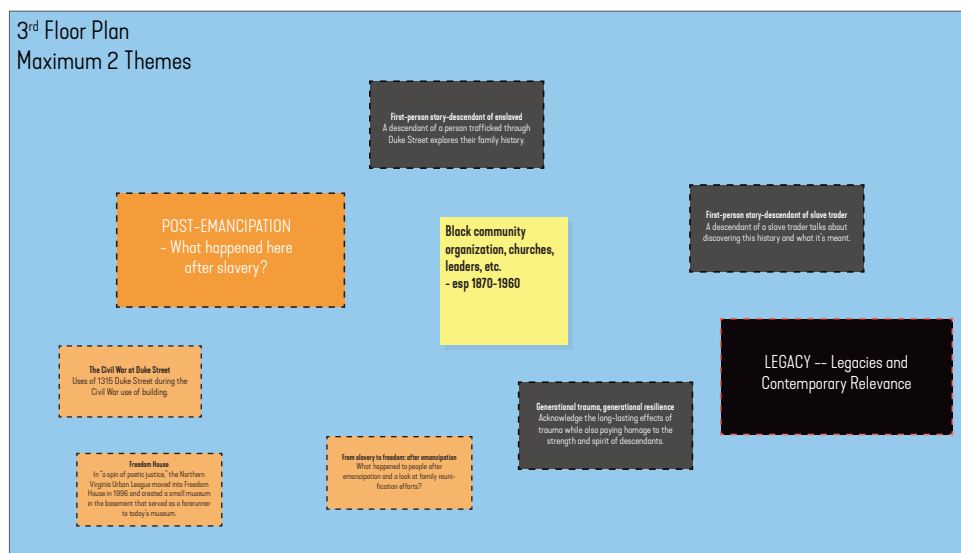 3rd Floor Plan
Maximum 2 Themes
First-person story-descendant of enslaved
A descendant of a person trafficked through
Duke Street explores their family history.
POST-EMANCIPATION
- What happened here
after slavery?
Black community
organization, churches,
leaders, etc.
- esp 1870-1960
First-person story-descendant of slave trader
A descendant of a slave trader talks about
discovering this history and what it's meant.
The Civil War at Duke Street
Uses of 1315 Duke Street during the
Civil War use of building.
LEGACY -- Legacies and
Contemporary Relevance
Generational trauma, generational resilience
Acknowledge the long-lasting effects of
trauma while also paying homage to the
strength and spirit of descendants.
From slavery to freedom: after emancipation
What happened to people after
emancipation and a look at family reuni-
fication efforts?
Freedom House
In "a spin of poetic justice," the Northern
Virginia Urban League moved into Freedom
House in 1996 and created a small museum
in the basement that served as a forerunner
to today's museum.